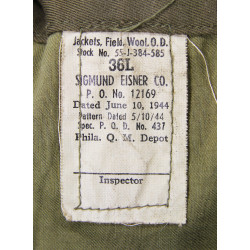 Jackets, Field, Wool, O.D.
Stock No. 55-J-384-585
36L
SIGMUND EISNER CO.
P. O. No. 12169
Dated June 10, 1944
Pattern Dated 5/10/44
Spec. P. Q. D. No. 437
Phila. Q. M. Depot
Inspector